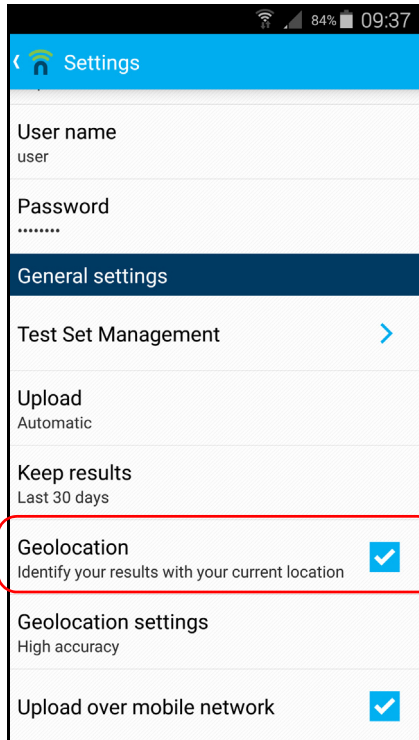 84% 09:37
Settings
User name
user
Password
••••••••
General settings
Test Set Management
Upload
Automatic
Keep results
Last 30 days
Geolocation
Identify your results with your current location
Geolocation settings
High accuracy
Upload over mobile network